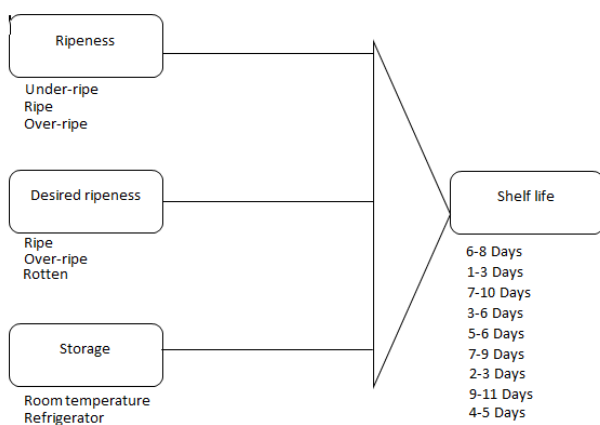 Ripeness
Under-ripe
Ripe
Over-ripe
Desired ripeness
Ripe
Over-ripe
Rotten
Storage
Room temperature
Refrigerator
Shelf life
6-8 Days
1-3 Days
7-10 Days
3-6 Days
5-6 Days
7-9 Days
2-3 Days
9-11 Days
4-5 Days